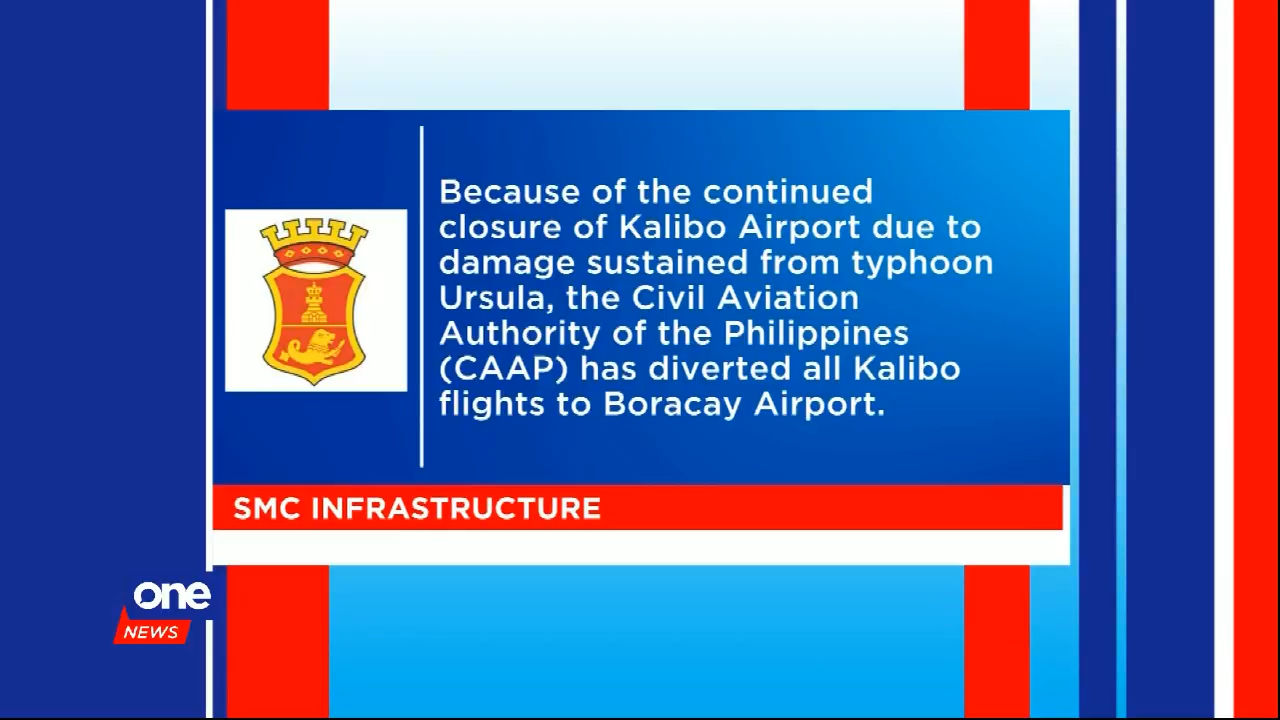 Because of the continued
closure of Kalibo Airport due to
damage sustained from typhoon
Ursula, the Civil Aviation
Authority of the Philippines
(CAAP) has diverted all Kalibo
flights to Boracay Airport.
SMC INFRASTRUCTURE
one
NEWS